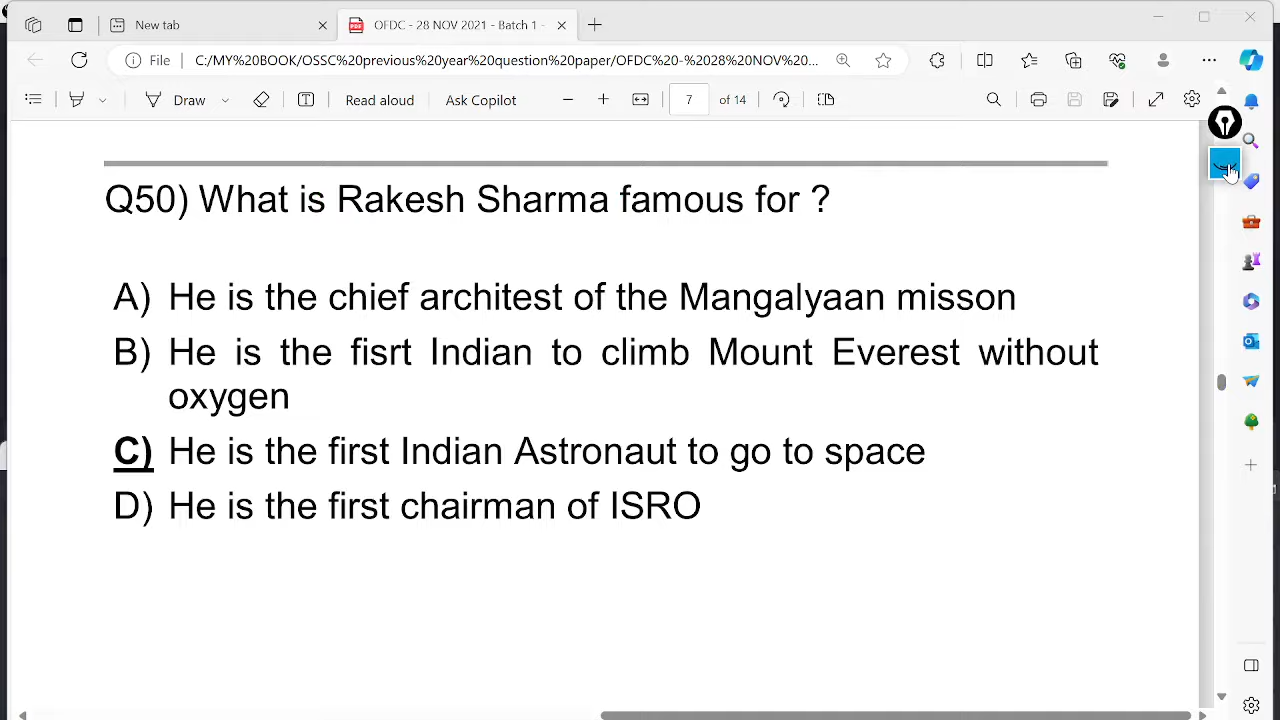 New tab
OFDC - 28 NOV 2021 - Batch 1 -
File
C:/MY%20BOOK/OSSC%20previous%20year%20question%20paper/OFDC%20-%2028%20NOV%20...
Draw
Read aloud
Ask Copilot
7
of 14
Q50) What is Rakesh Sharma famous for ?
A) He is the chief architest of the Mangalyaan misson
B) He is the fisrt Indian to climb Mount Everest without
oxygen
C) He is the first Indian Astronaut to go to space
D) He is the first chairman of ISRO